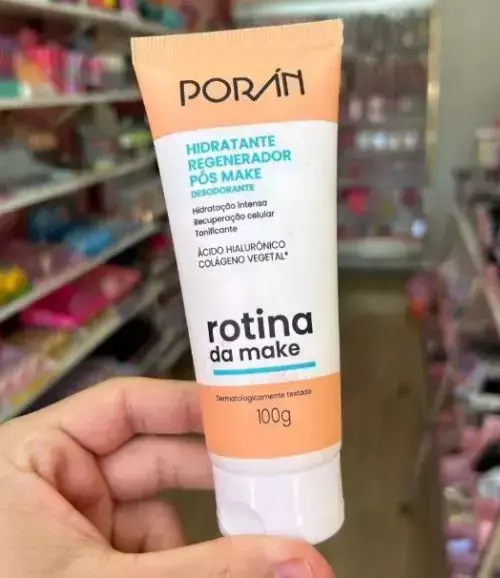 PORÁN
HIDRATANTE
REGENERADOR
PÓS MAKE
DESODORANTE
Hidratação intensa
Recuperação celular
Tonificante
ÁCIDO HIALURÔNICO
COLÁGENO VEGETAL*
rotina
da make
Dermatologicamente testado
100g